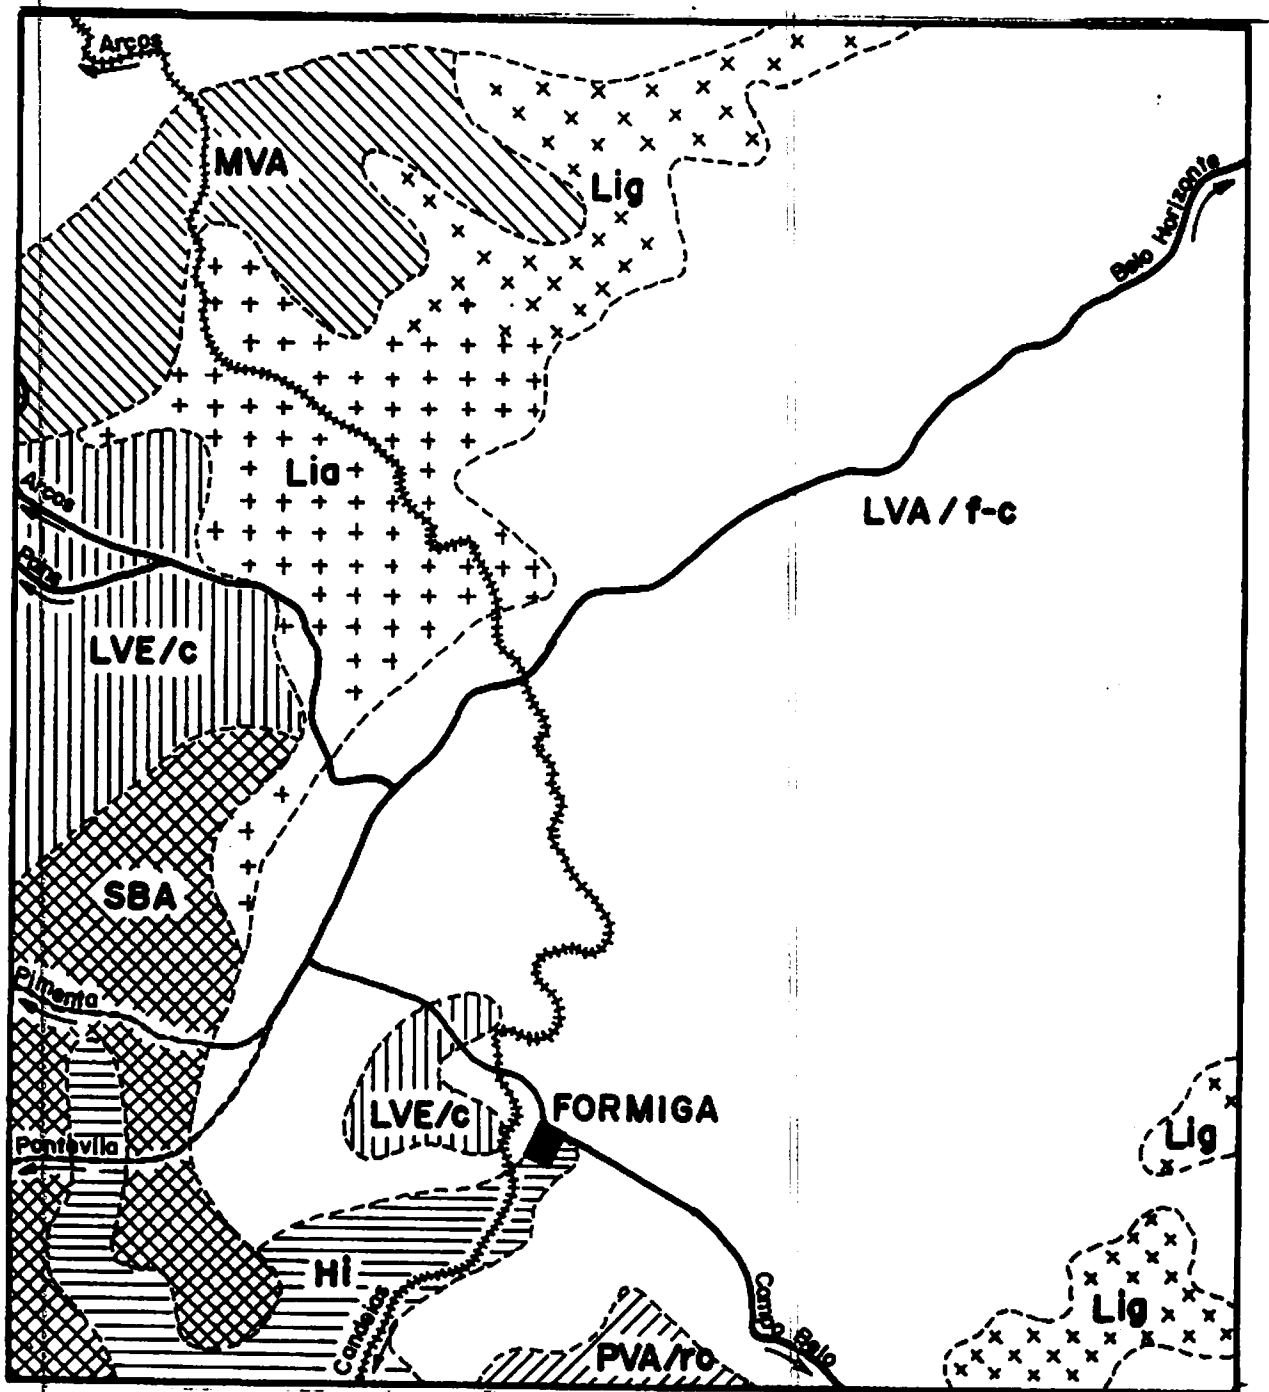 Arcos
MVA
Lig
Belo Horizonte
Lia
Arcos
LVA / f-c
Pains
LVE/c
SBA
Pimenta
LVE/c
FORMIGA
Pontevila
Lig
Hi
Candeias
Campo Belo
Lig
PVA/ro